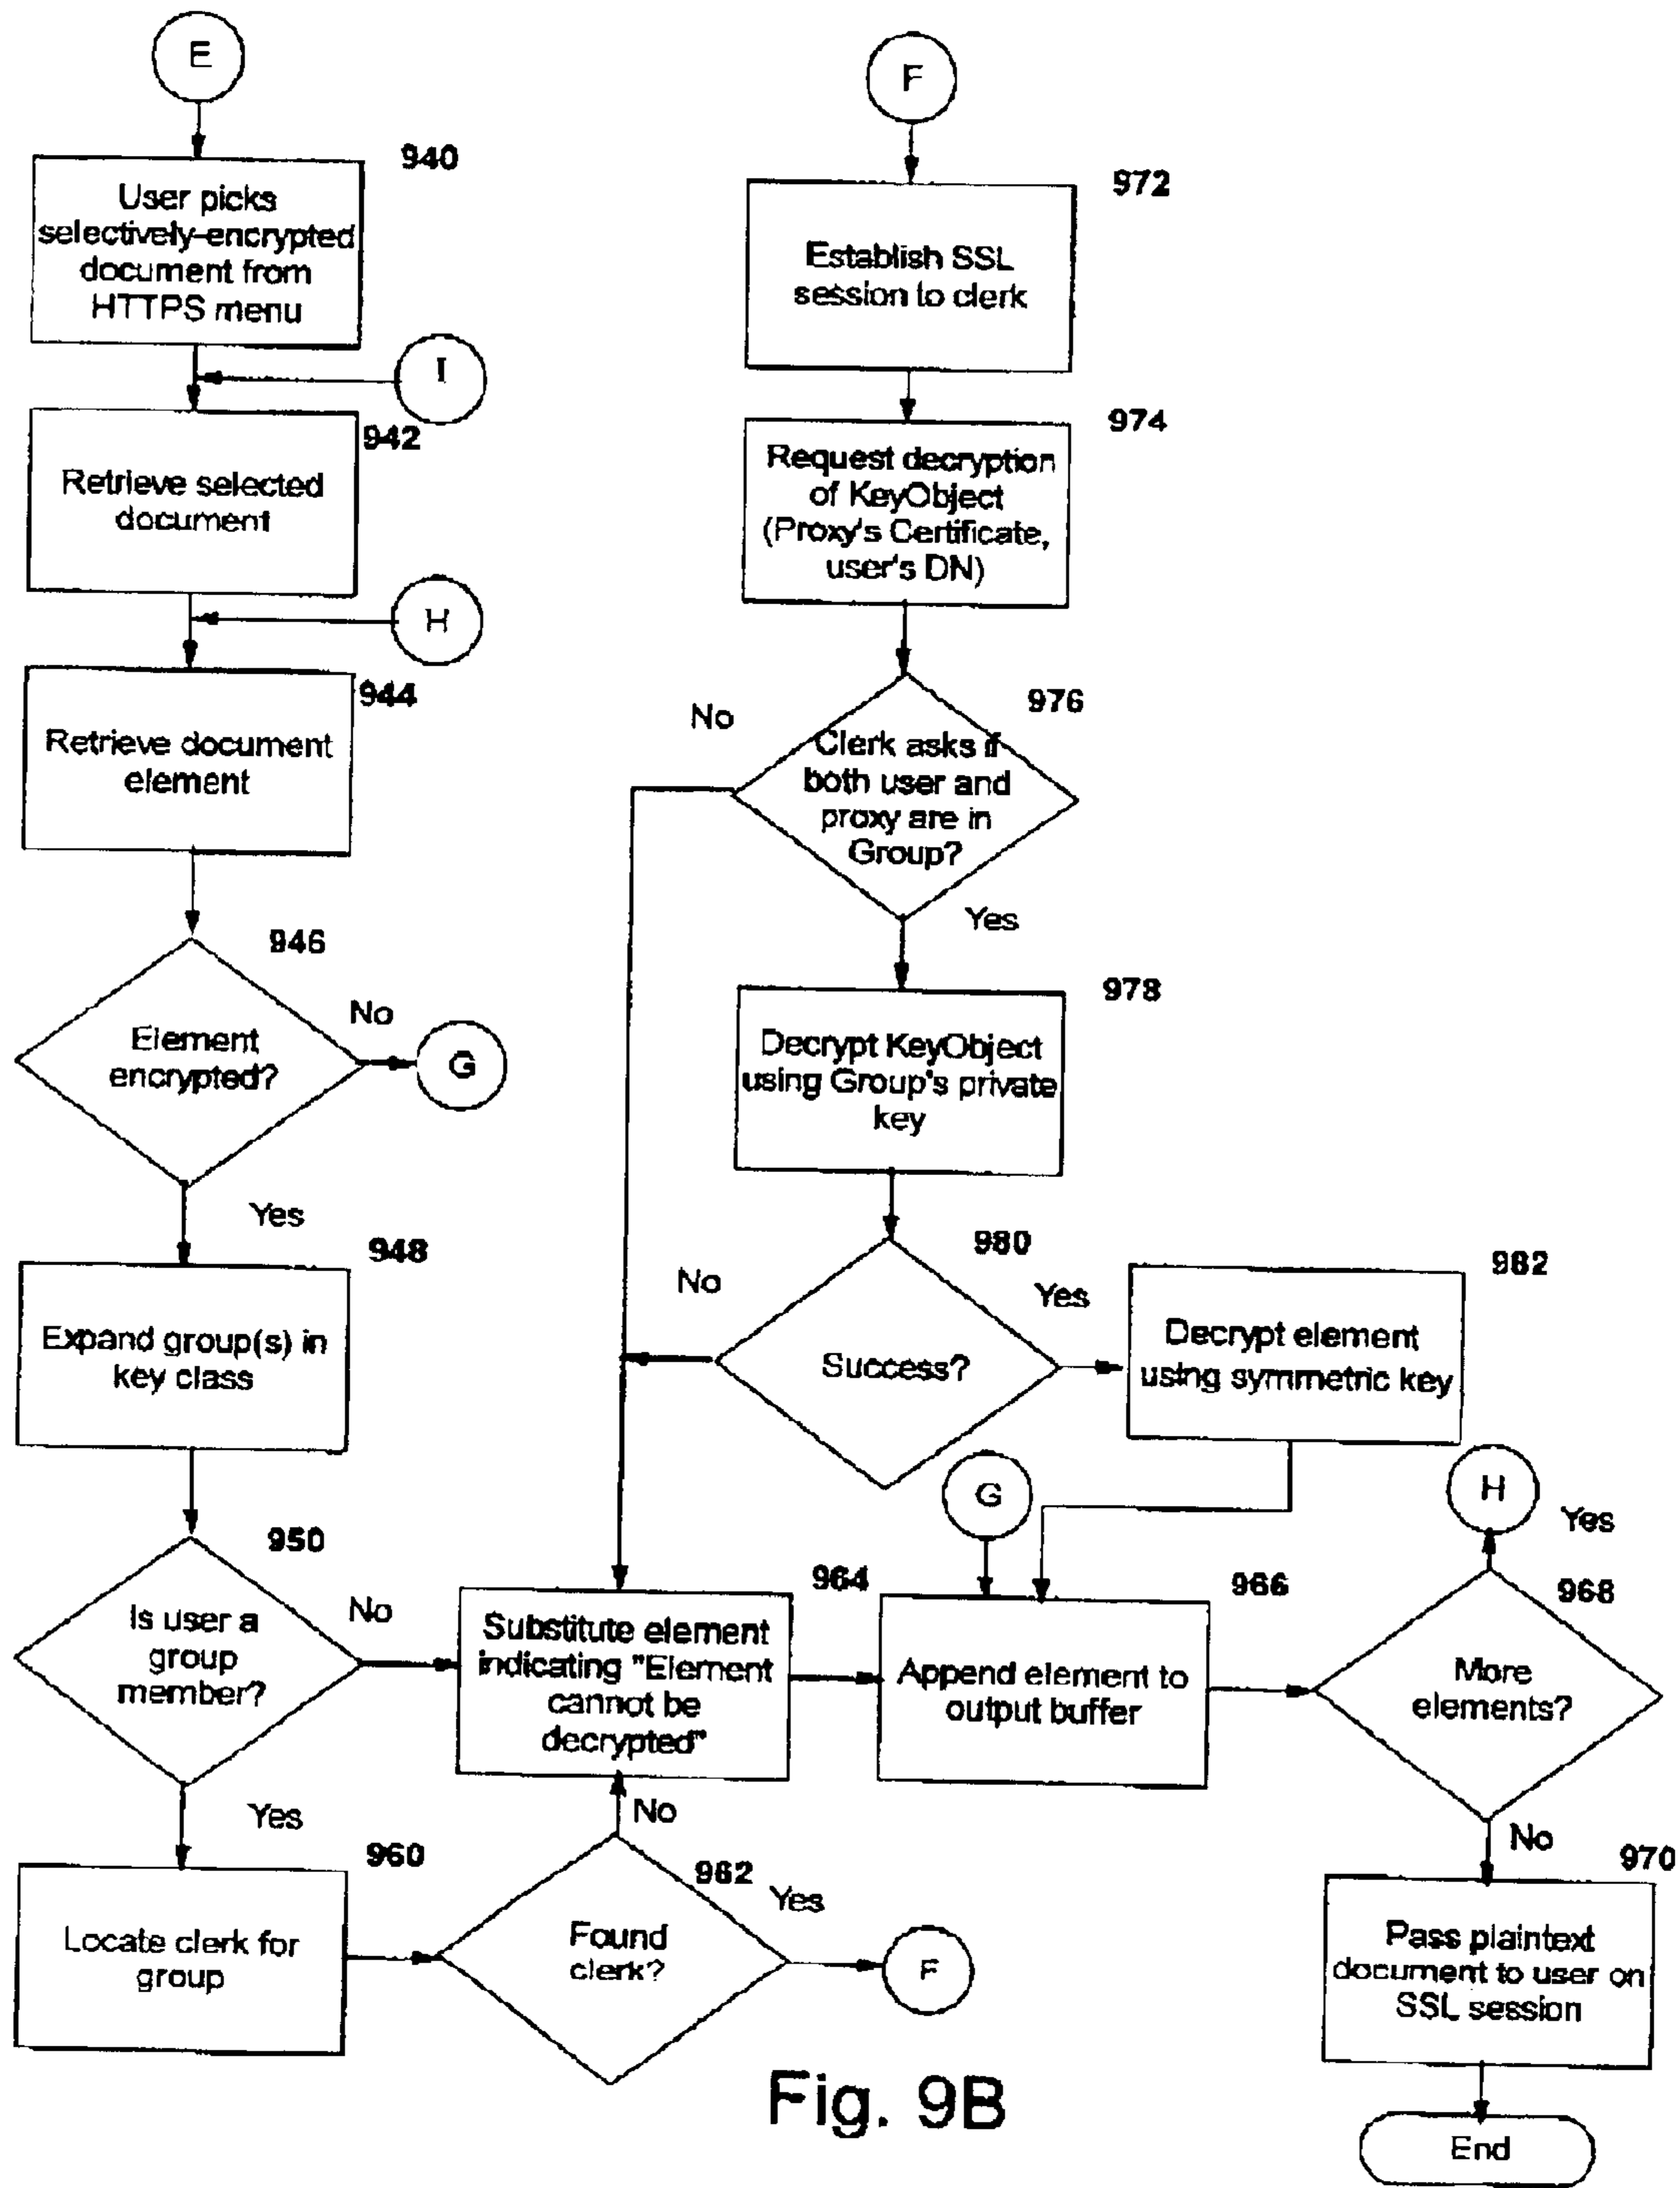 E
940
User picks
selectively-encrypted
document from
HTTPS menu
I
942
Retrieve selected
document
H
944
Retrieve document
element
946
Element
encrypted?
No
G
Yes
948
Expand group(s) in
key class
950
Is user a
group
member?
No
Yes
960
Locate clerk for
group
962
Found
clerk?
Yes
F
No
964
Substitute element
indicating "Element
cannot be
decrypted"
F
972
Establish SSL
session to clerk
974
Request decryption
of KeyObject
(Proxy's Certificate,
user's DN)
976
No
Clerk asks if
both user and
proxy are in
Group?
Yes
978
Decrypt KeyObject
using Group's private
key
980
No
Success?
Yes
982
Decrypt element
using symmetric key
G
966
Append element to
output buffer
H
Yes
968
More
elements?
No
970
Pass plaintext
document to user on
SSL session
End
Fig. 9B